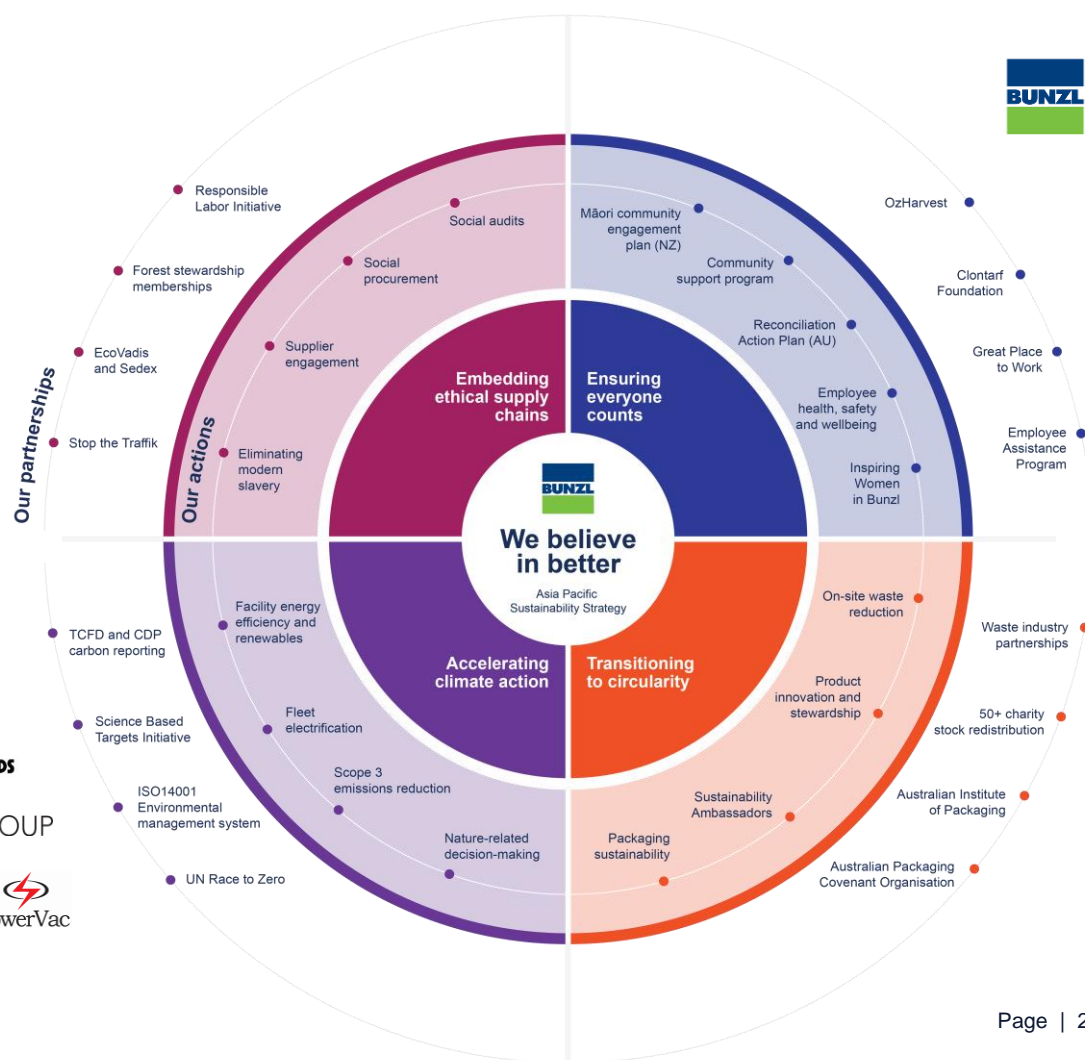 BUNZL
Our partnerships
Responsible
Labor Initiative
Forest stewardship
memberships
EcoVadis
and Sedex
Stop the Traffik
Our actions
Social audits
Social
procurement
Supplier
engagement
Eliminating
modern
slavery
Embedding
ethical supply
chains
Ensuring
everyone
counts
Māori community
engagement
plan (NZ)
Community
support program
Reconciliation
Action Plan (AU)
Employee
health, safety
and wellbeing
Inspiring
Women
in Bunzl
OzHarvest
Clontarf
Foundation
Great Place
to Work
Employee
Assistance
Program
BUNZL
We believe
in better
Asia Pacific
Sustainability Strategy
Accelerating
climate action
Transitioning
to circularity
Facility energy
efficiency and
renewables
Fleet
electrification
Scope 3
emissions reduction
Nature-related
decision-making
TCFD and CDP
carbon reporting
Science Based
Targets Initiative
ISO14001
Environmental
management system
UN Race to Zero
On-site waste
reduction
Product
innovation and
stewardship
Sustainability
Ambassadors
Packaging
sustainability
Waste industry
partnerships
50+ charity
stock redistribution
Australian Institute
of Packaging
Australian Packaging
Covenant Organisation
werVac
Page | 2